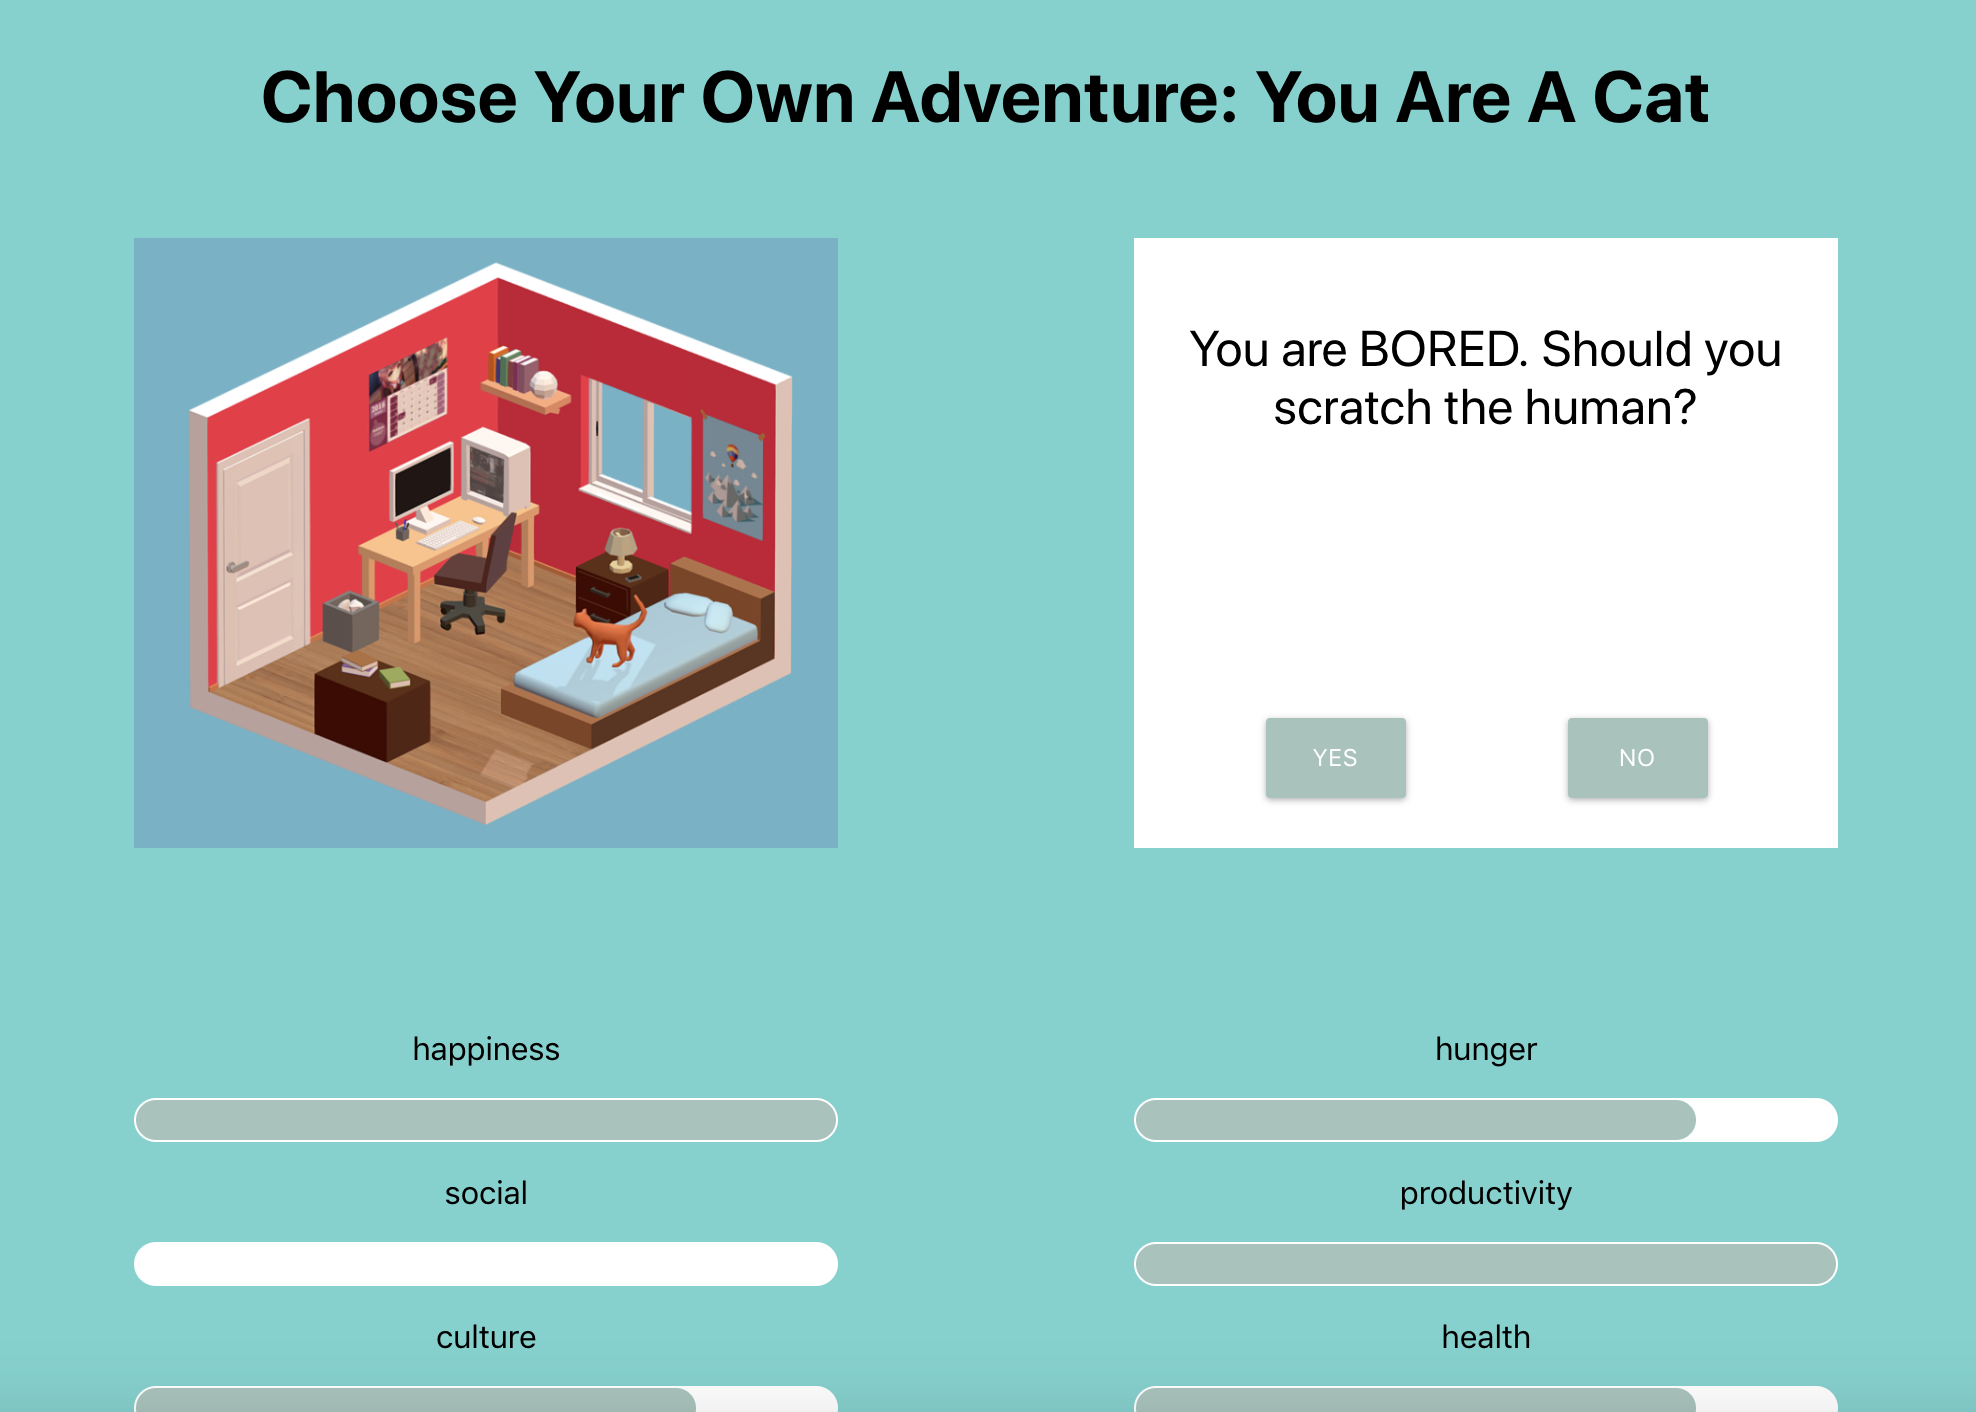 Choose Your Own Adventure: You Are A Cat
You are BORED. Should you
scratch the human?
YES
NO
happiness
hunger
social
productivity
culture
health